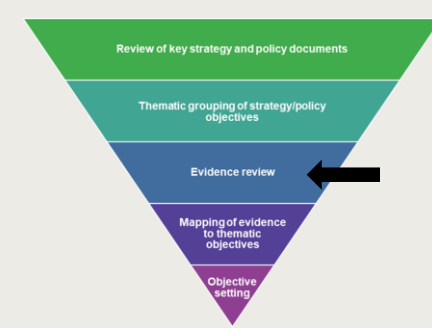 Review of key strategy and policy documents
Thematic grouping of strategy/policy
objectives
Evidence review
Mapping of evidence
to thematic
objectives
Objective
setting